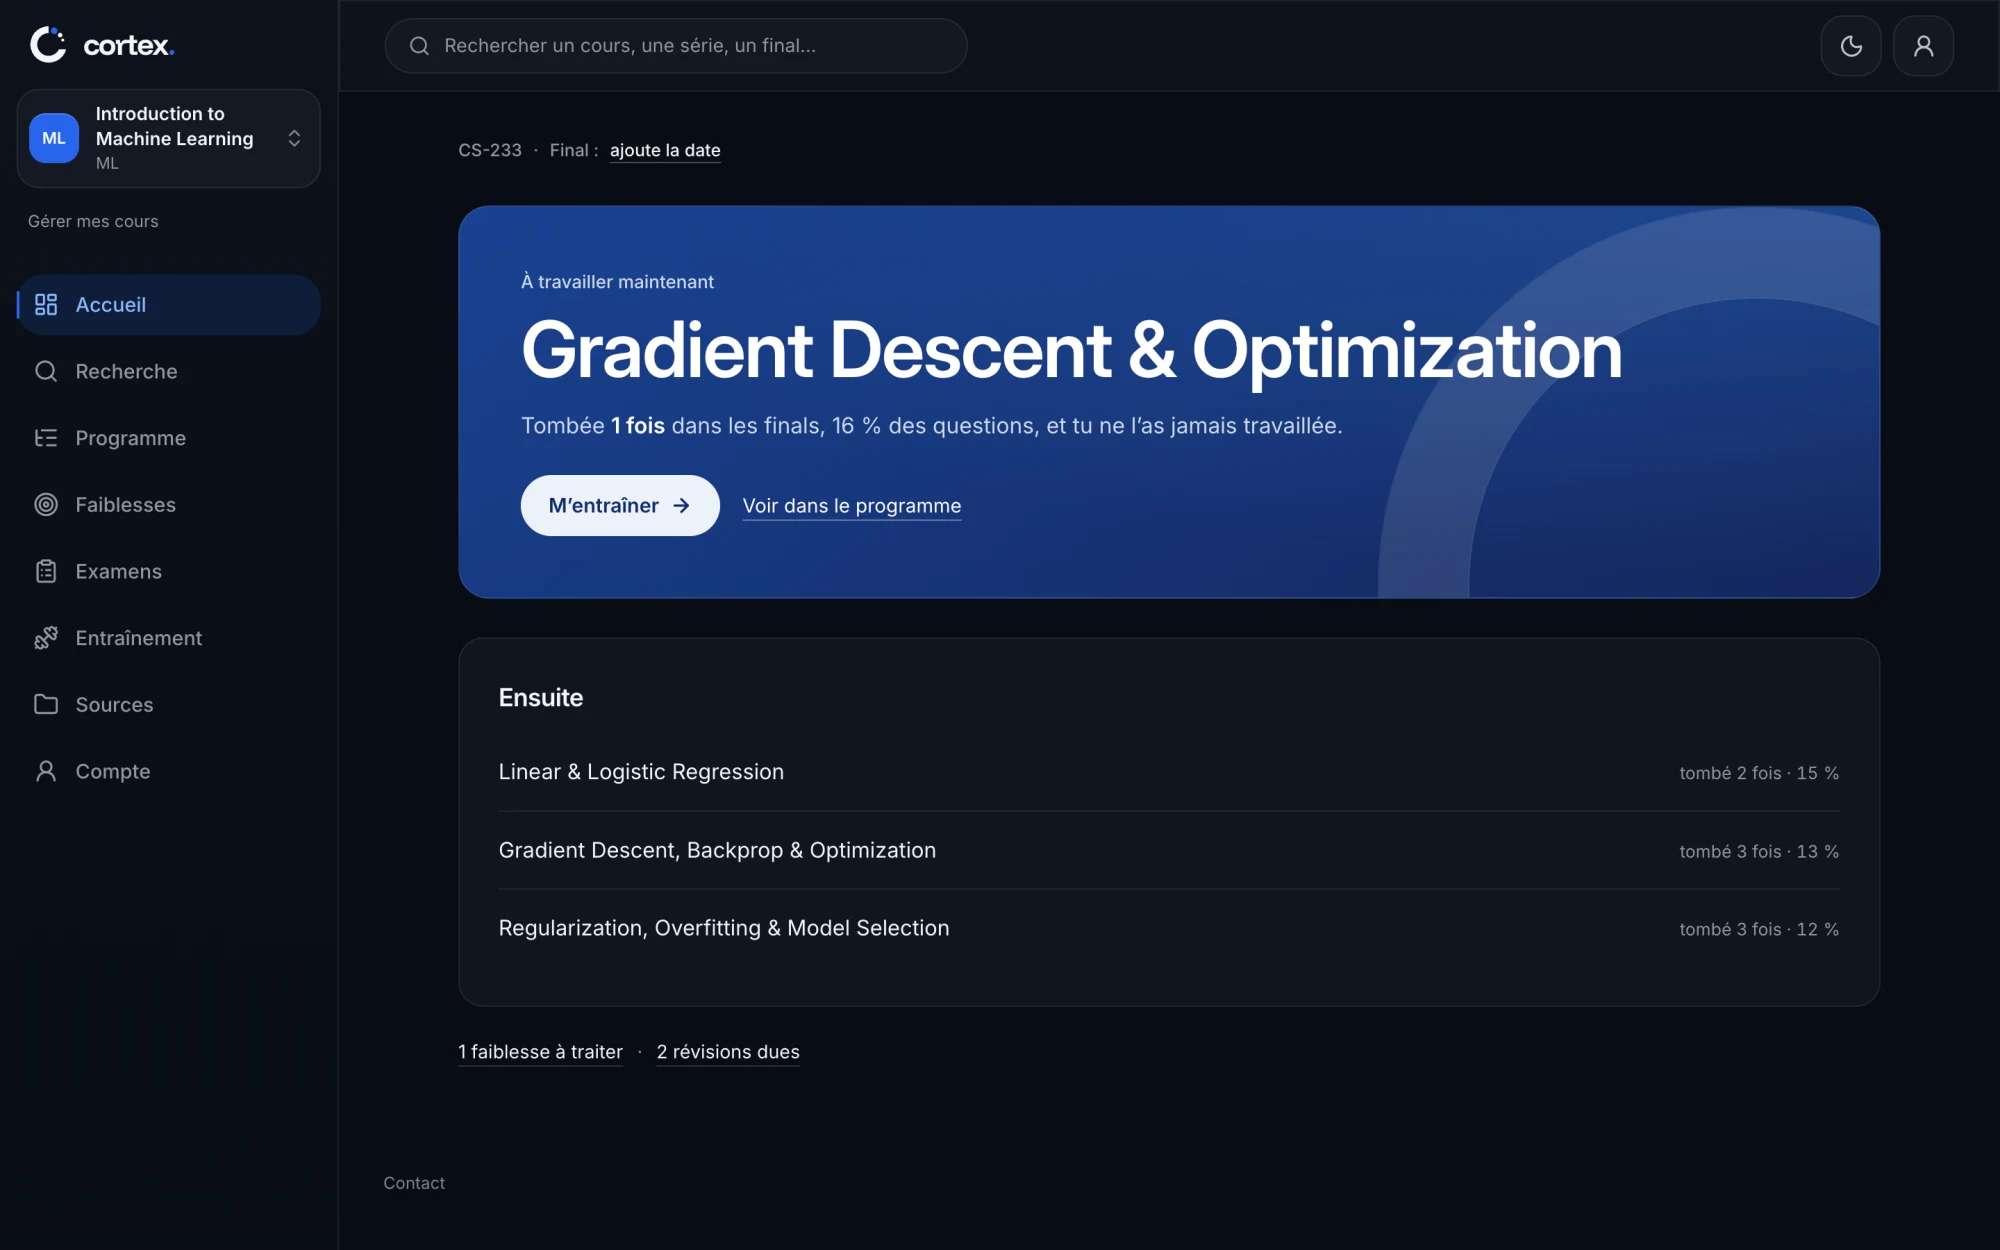 cortex.
Rechercher un cours, une série, un final...
ML
Introduction to
Machine Learning
ML
Gérer mes cours
Accueil
Recherche
Programme
Faiblesses
Examens
Entraînement
Sources
Compte
CS-233 · Final : ajoute la date
À travailler maintenant
Gradient Descent & Optimization
Tombée 1 fois dans les finals, 16 % des questions, et tu ne l’as jamais travaillée.
M’entraîner →
Voir dans le programme
Ensuite
Linear & Logistic Regression
tombé 2 fois · 15 %
Gradient Descent, Backprop & Optimization
tombé 3 fois · 13 %
Regularization, Overfitting & Model Selection
tombé 3 fois · 12 %
1 faiblesse à traiter · 2 révisions dues
Contact